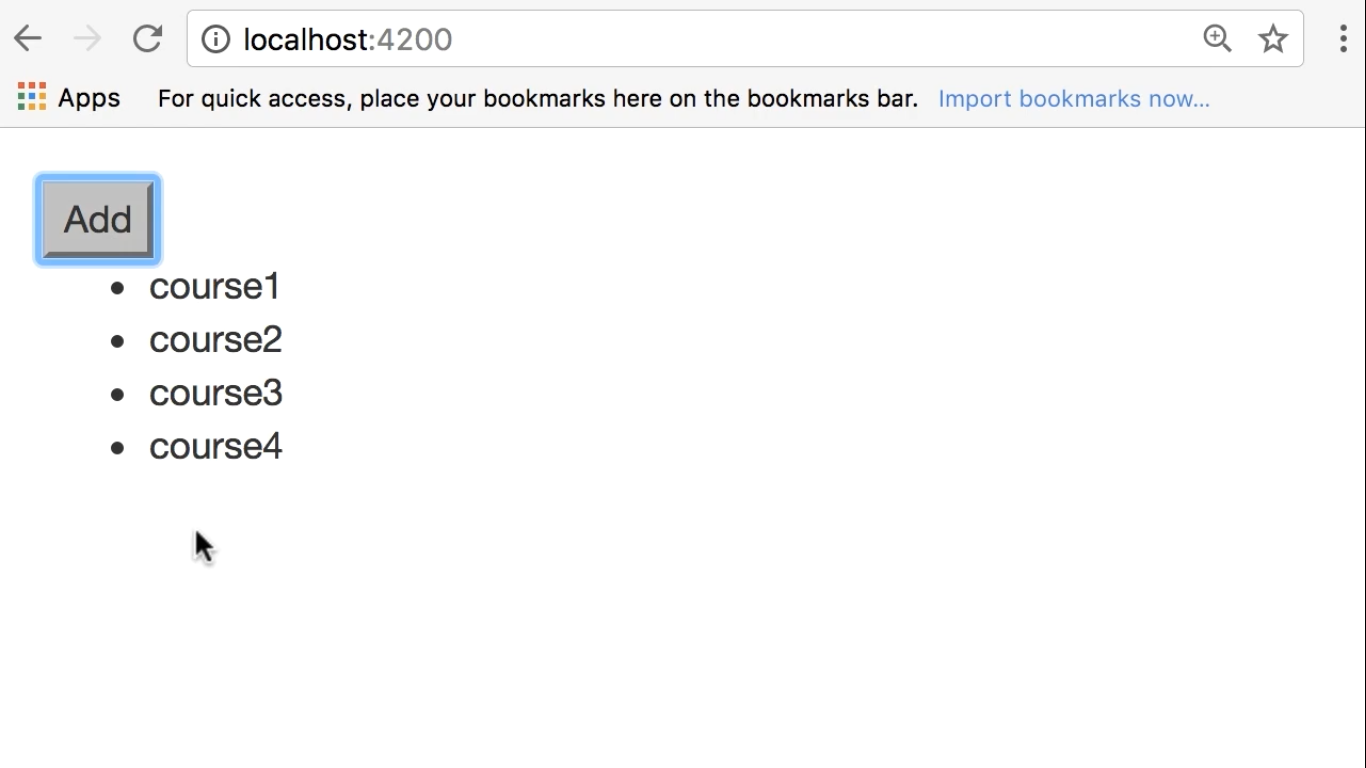 localhost:4200
Apps For quick access, place your bookmarks here on the bookmarks bar. Import bookmarks now...
Add
course1
course2
course3
course4